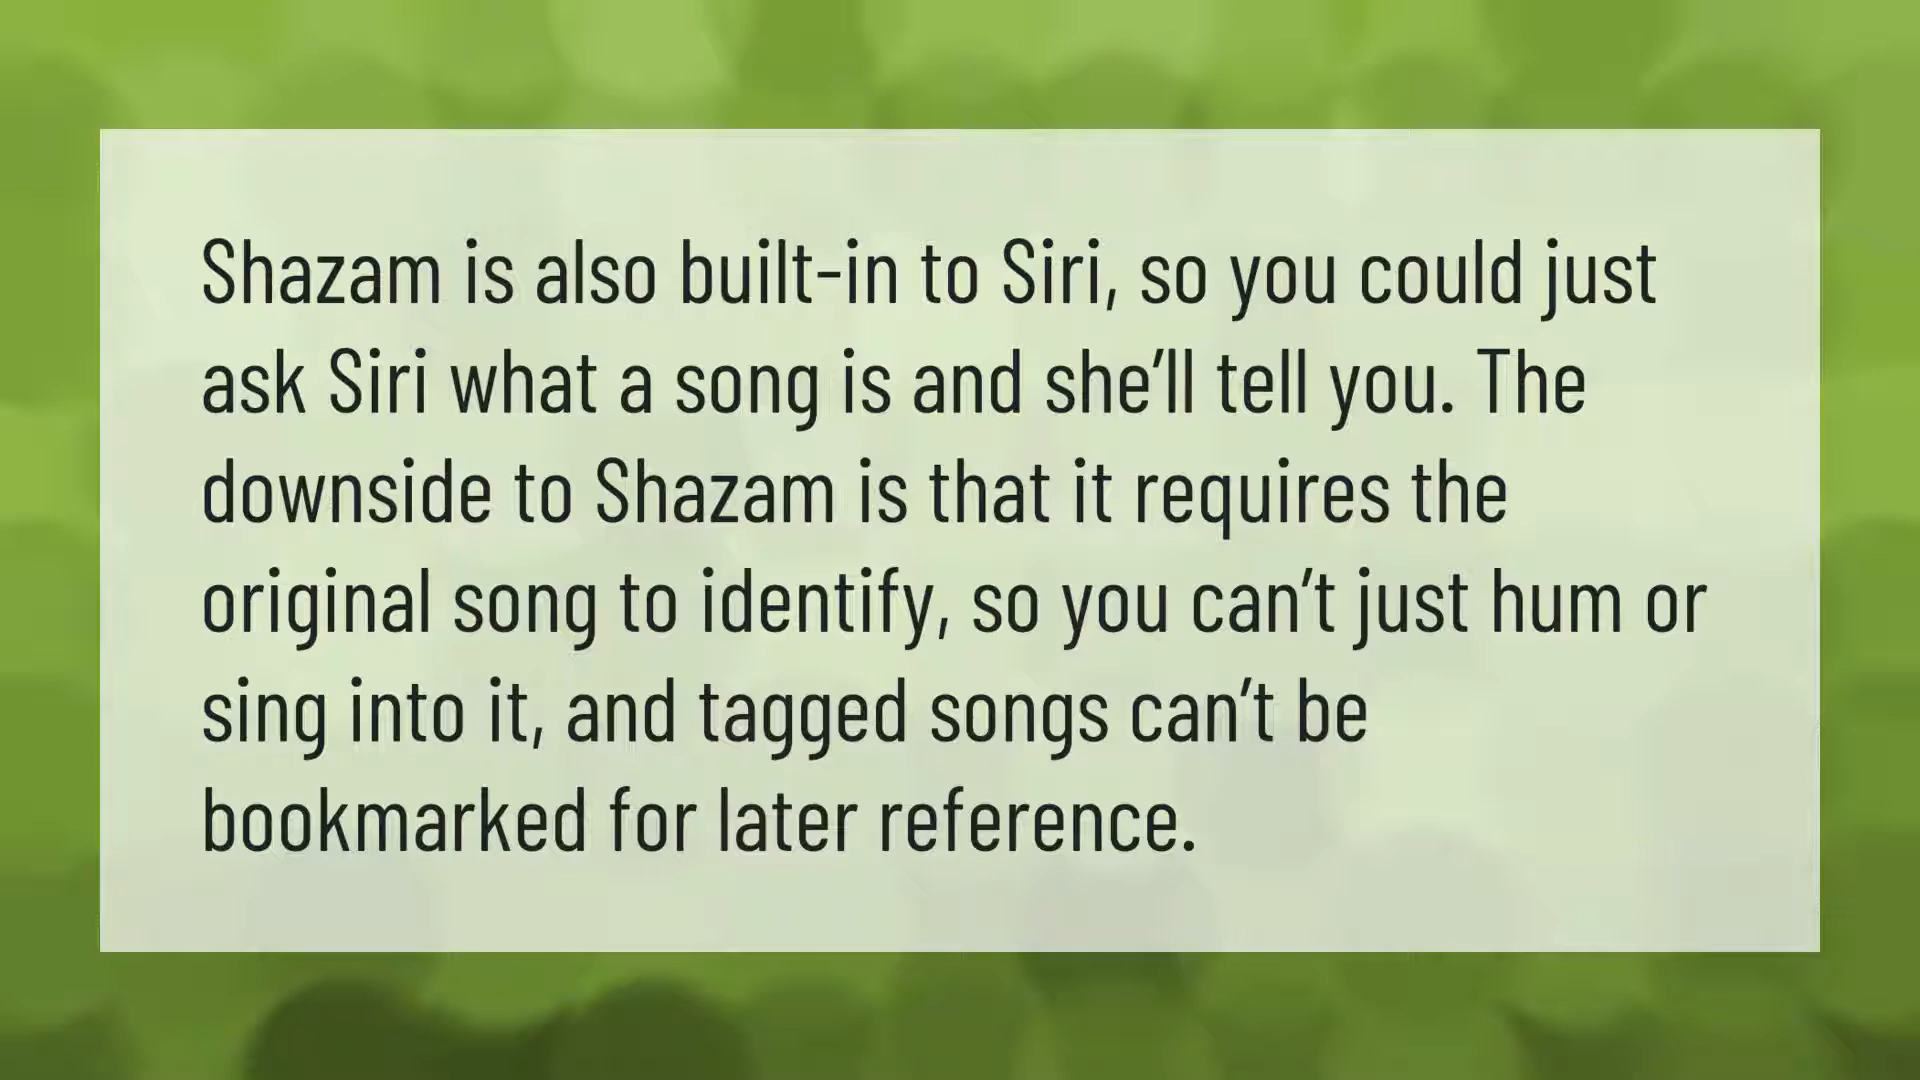 Shazam is also built-in to Siri, so you could just
ask Siri what a song is and she’ll tell you. The
downside to Shazam is that it requires the
original song to identify, so you can’t just hum or
sing into it, and tagged songs can’t be
bookmarked for later reference.